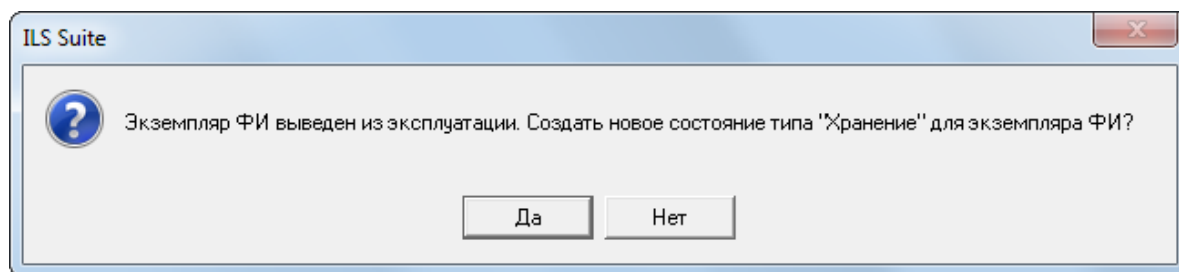 ILS Suite
Экземпляр ФИ выведен из эксплуатации. Создать новое состояние типа "Хранение" для экземпляра ФИ?
Да
Нет